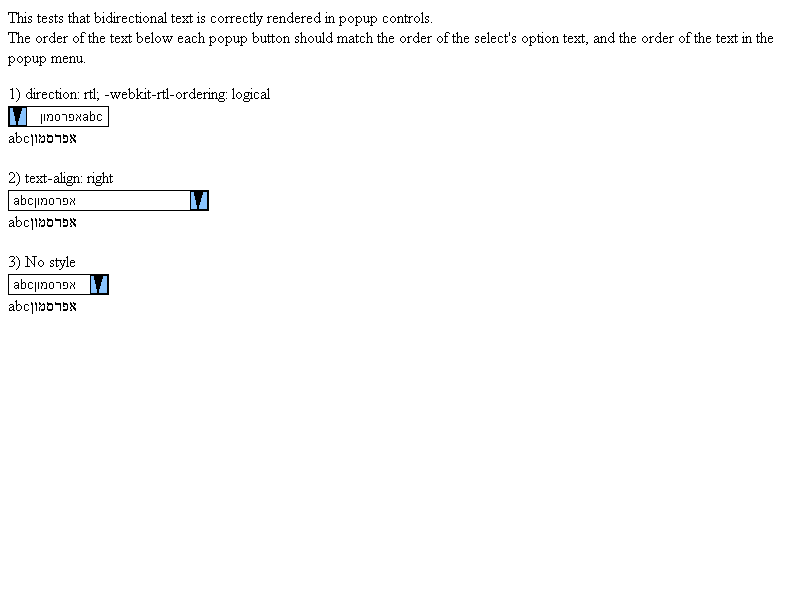 This tests that bidirectional text is correctly rendered in popup controls.
The order of the text below each popup button should match the order of the select's option text, and the order of the text in the
popup menu.
1) direction: rtl; -webkit-rtl-ordering: logical
אפרסמוןabc
abcאפרסמון
2) text-align: right
abcאפרסמון
abcאפרסמון
3) No style
abcאפרסמון
abcאפרסמון